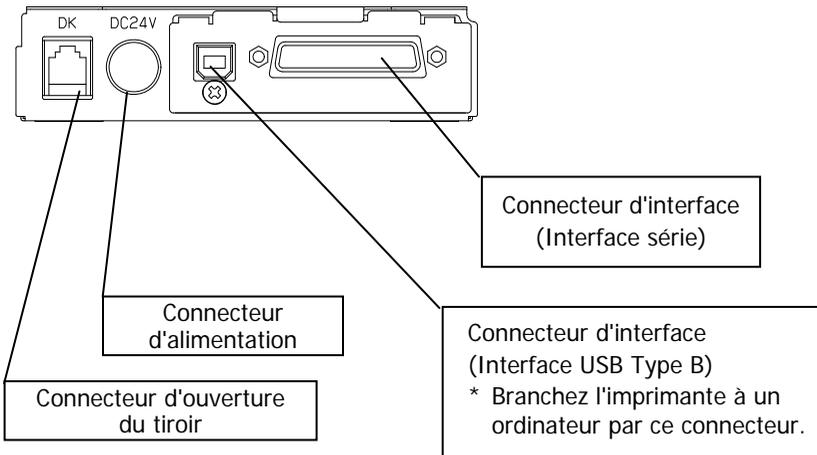 DK DC24V
Connecteur d'interface
(Interface série)
Connecteur
d'alimentation
Connecteur d'interface
(Interface USB Type B)
* Branchez l'imprimante à un
ordinateur par ce connecteur.
Connecteur d'ouverture
du tiroir